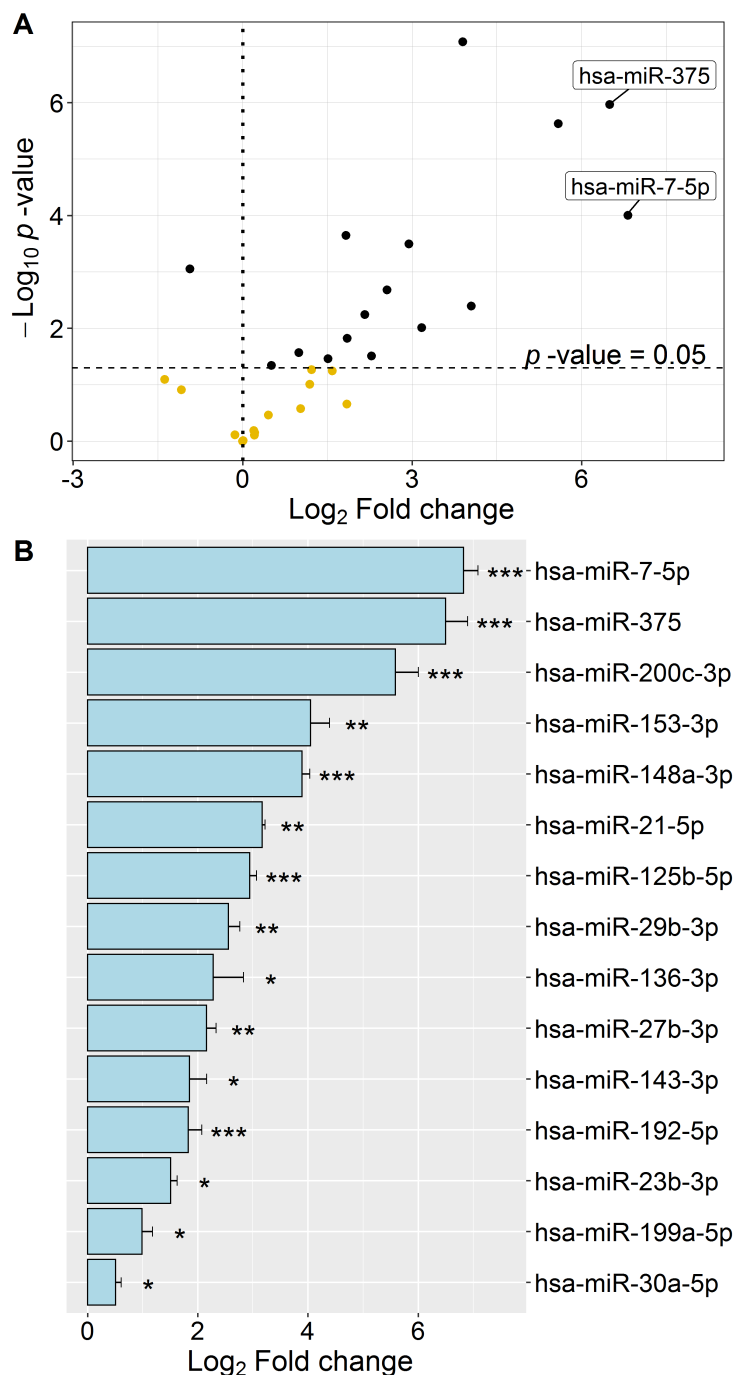 A
hsa-miR-375
hsa-miR-7-5p
p -value = 0.05
− Log10 p -value
6
4
2
0
-3 0 3 6
Log2 Fold change
B
*** hsa-miR-7-5p
*** hsa-miR-375
*** hsa-miR-200c-3p
** hsa-miR-153-3p
*** hsa-miR-148a-3p
** hsa-miR-21-5p
*** hsa-miR-125b-5p
** hsa-miR-29b-3p
* hsa-miR-136-3p
** hsa-miR-27b-3p
* hsa-miR-143-3p
*** hsa-miR-192-5p
* hsa-miR-23b-3p
* hsa-miR-199a-5p
* hsa-miR-30a-5p
0 2 4 6
Log2 Fold change